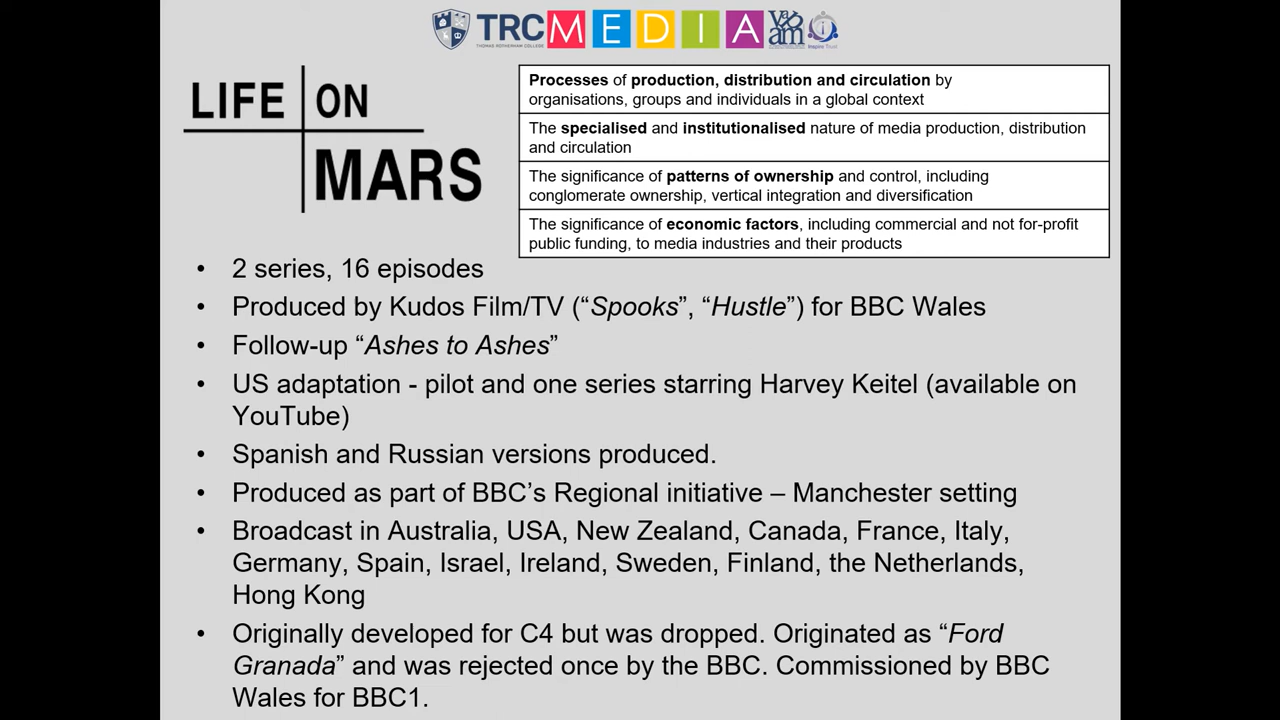 TRC MEDIA
THOMAS ROTHERHAM COLLEGE
Inspire Trust
LIFE ON
MARS
Processes of production, distribution and circulation by
organisations, groups and individuals in a global context
The specialised and institutionalised nature of media production, distribution
and circulation
The significance of patterns of ownership and control, including
conglomerate ownership, vertical integration and diversification
The significance of economic factors, including commercial and not for-profit
public funding, to media industries and their products
• 2 series, 16 episodes
• Produced by Kudos Film/TV (“Spooks”, “Hustle”) for BBC Wales
• Follow-up “Ashes to Ashes”
• US adaptation - pilot and one series starring Harvey Keitel (available on
YouTube)
• Spanish and Russian versions produced.
• Produced as part of BBC’s Regional initiative – Manchester setting
• Broadcast in Australia, USA, New Zealand, Canada, France, Italy,
Germany, Spain, Israel, Ireland, Sweden, Finland, the Netherlands,
Hong Kong
• Originally developed for C4 but was dropped. Originated as “Ford
Granada” and was rejected once by the BBC. Commissioned by BBC
Wales for BBC1.